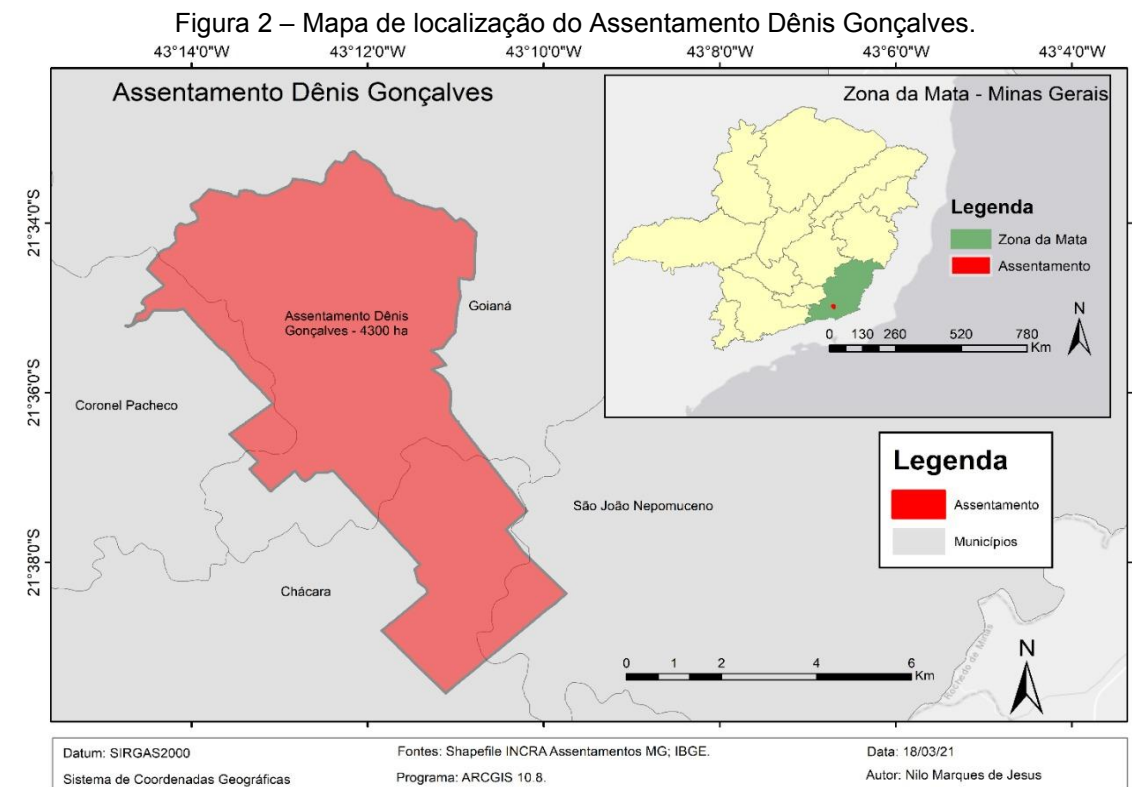 Figura 2 – Mapa de localização do Assentamento Dênis Gonçalves.
43°14'0"W
43°12'0"W
43°10'0"W
43°8'0"W
43°6'0"W
43°4'0"W
Assentamento Dênis Gonçalves
Zona da Mata - Minas Gerais
Legenda
Zona da Mata
Assentamento
N
0 130 260 520 780
Km
21°34'0"S
21°36'0"S
21°38'0"S
Assentamento Dênis
Gonçalves - 4300 ha
Goianá
Coronel Pacheco
São João Nepomuceno
Chácara
Legenda
Assentamento
Municípios
Rochedo de Minas
N
0 1 2 4 6
Km
Datum: SIRGAS2000
Fontes: Shapefile INCRA Assentamentos MG; IBGE.
Data: 18/03/21
Sistema de Coordenadas Geográficas
Programa: ARCGIS 10.8.
Autor: Nilo Marques de Jesus